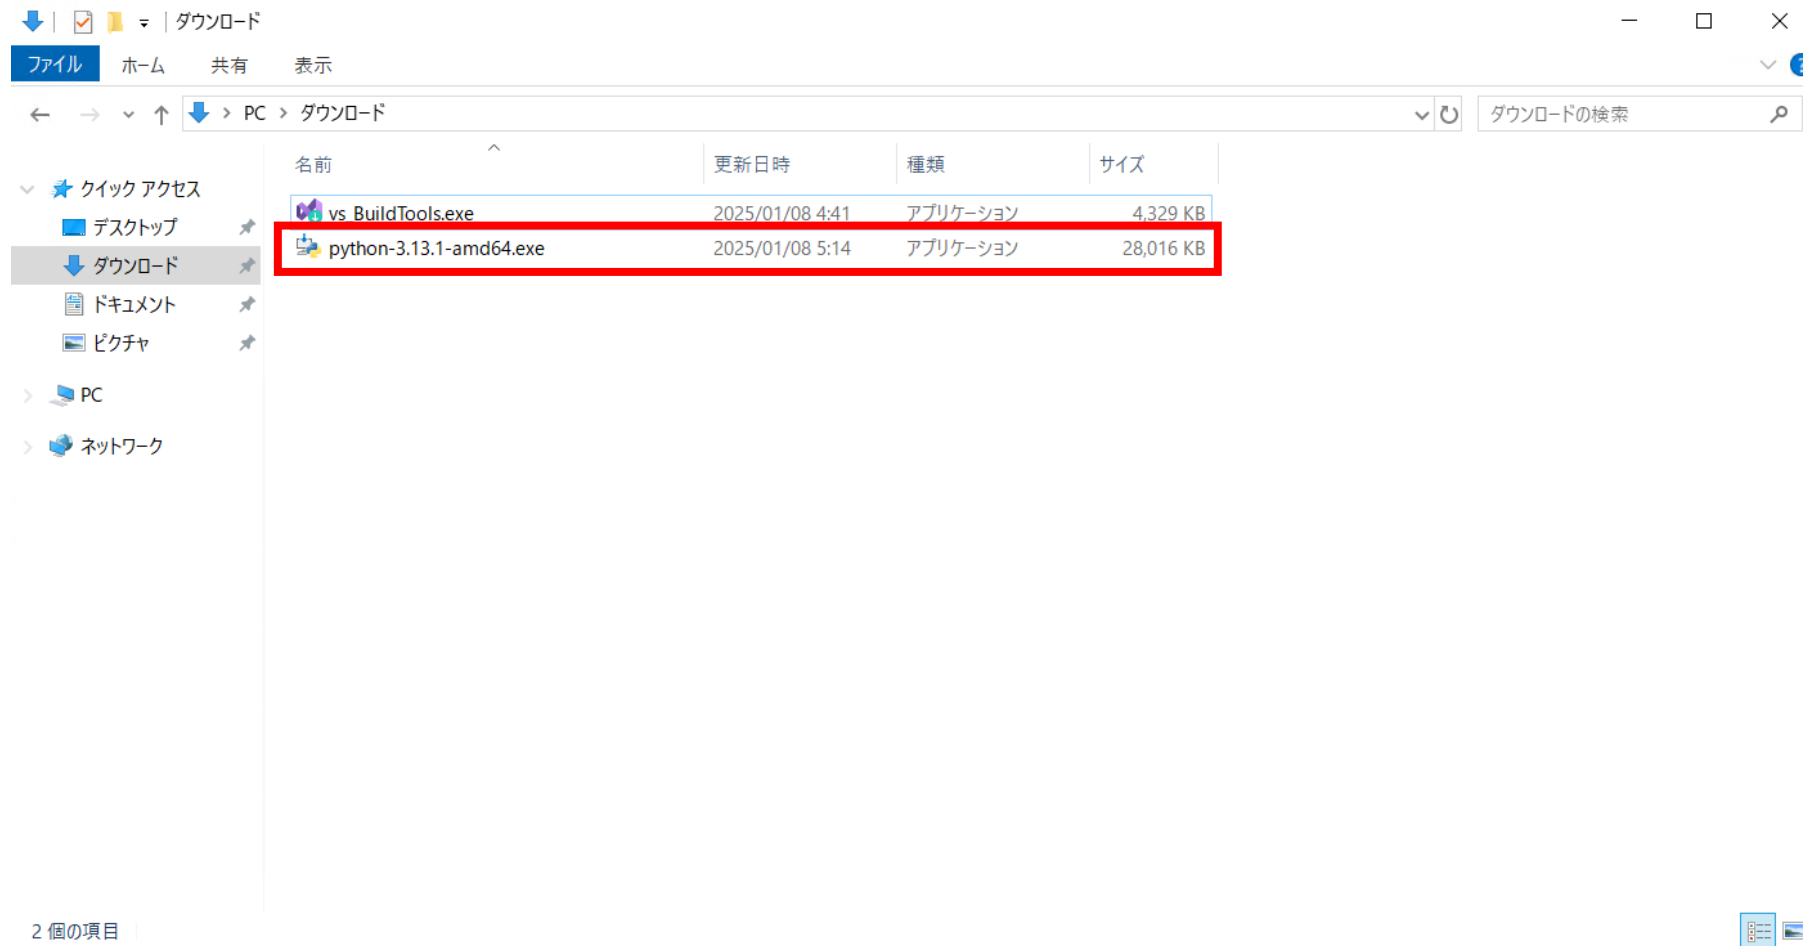 ダウンロード
ファイル ホーム 共有 表示
PC ダウンロード ダウンロードの検索
名前 更新日時 種類 サイズ
クイック アクセス
デスクトップ
ダウンロード
ドキュメント
ピクチャ
PC
ネットワーク
vs_BuildTools.exe 2025/01/08 4:41 アプリケーション 4,329 KB
python-3.13.1-amd64.exe 2025/01/08 5:14 アプリケーション 28,016 KB
2 個の項目